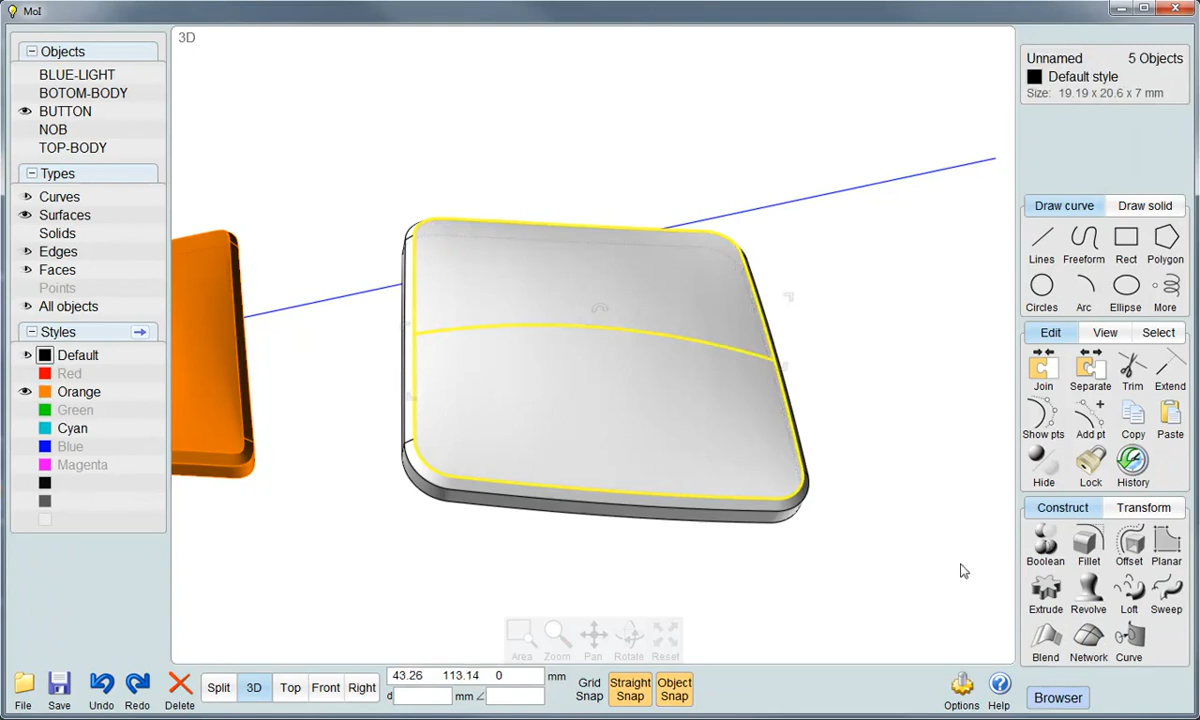 MoI
Objects
BLUE-LIGHT
BOTOM-BODY
BUTTON
NOB
TOP-BODY
Types
Curves
Surfaces
Solids
Edges
Faces
Points
All objects
Styles
Default
Red
Orange
Green
Cyan
Blue
Magenta
3D
Unnamed 5 Objects
Default style
Size: 19.19 x 20.6 x 7 mm
Draw curve Draw solid
Lines Freeform Rect Polygon
Circles Arc Ellipse More
Edit View Select
Join Separate Trim Extend
Show pts Add pt Copy Paste
Hide Lock History
Construct Transform
Boolean Fillet Offset Planar
Extrude Revolve Loft Sweep
Blend Network Curve
Area Zoom Pan Rotate Reset
File Save Undo Redo Delete
Split 3D Top Front Right
43.26 113.14 0 mm
d mm
Grid Snap
Straight Snap
Object Snap
Options Help
Browser